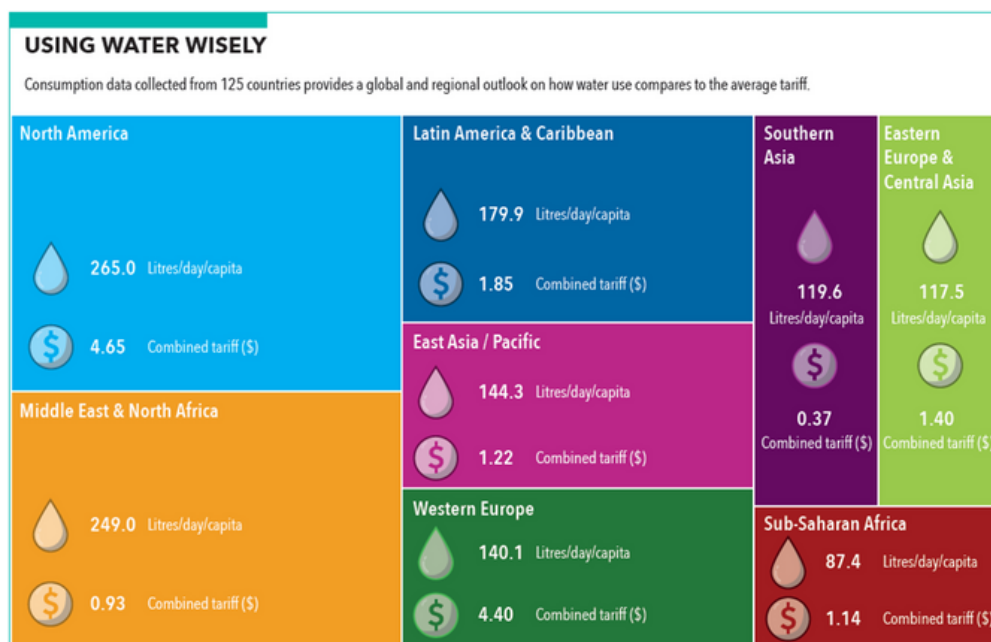 USING WATER WISELY
Consumption data collected from 125 countries provides a global and regional outlook on how water use compares to the average tariff.
North America
265.0 Litres/day/capita
$ 4.65 Combined tariff ($)
Middle East & North Africa
249.0 Litres/day/capita
$ 0.93 Combined tariff ($)
Latin America & Caribbean
179.9 Litres/day/capita
$ 1.85 Combined tariff ($)
East Asia / Pacific
144.3 Litres/day/capita
$ 1.22 Combined tariff ($)
Western Europe
140.1 Litres/day/capita
$ 4.40 Combined tariff ($)
Southern
Asia
119.6
Litres/day/capita
$
0.37
Combined tariff ($)
Eastern
Europe &
Central Asia
117.5
Litres/day/capita
$
1.40
Combined tariff ($)
Sub-Saharan Africa
87.4 Litres/day/capita
$ 1.14 Combined tariff ($)